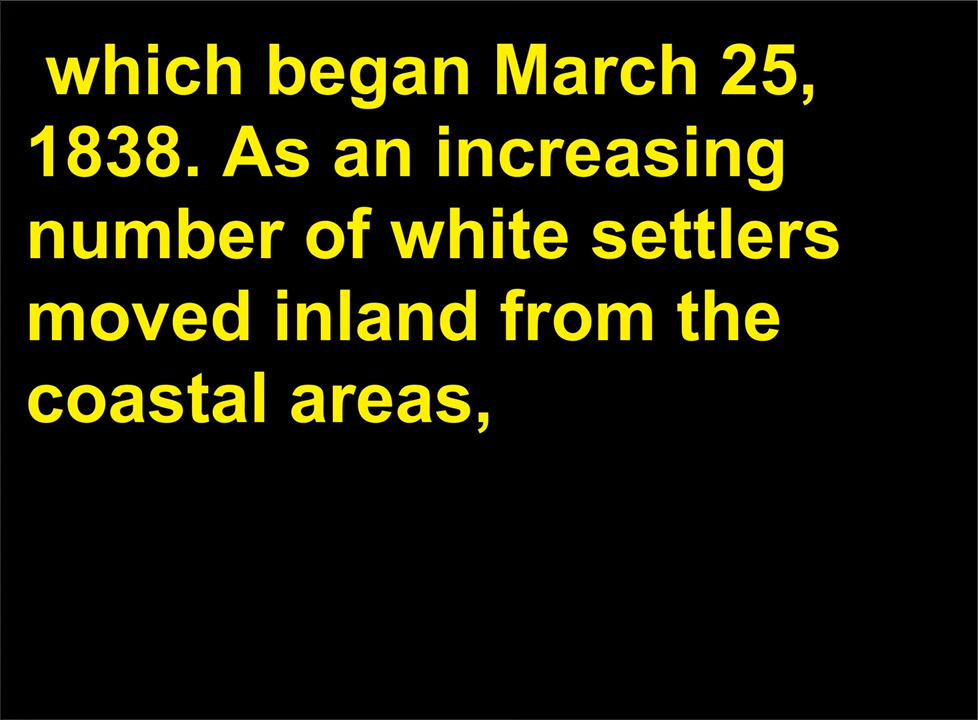 which began March 25,
1838. As an increasing
number of white settlers
moved inland from the
coastal areas,